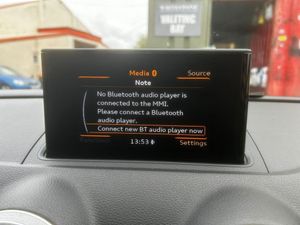 VALETING
BAY
Media
Source
Note
No Bluetooth audio player is
connected to the MMI.
Please connect a Bluetooth
audio player.
Connect new BT audio player now
13:53
Settings